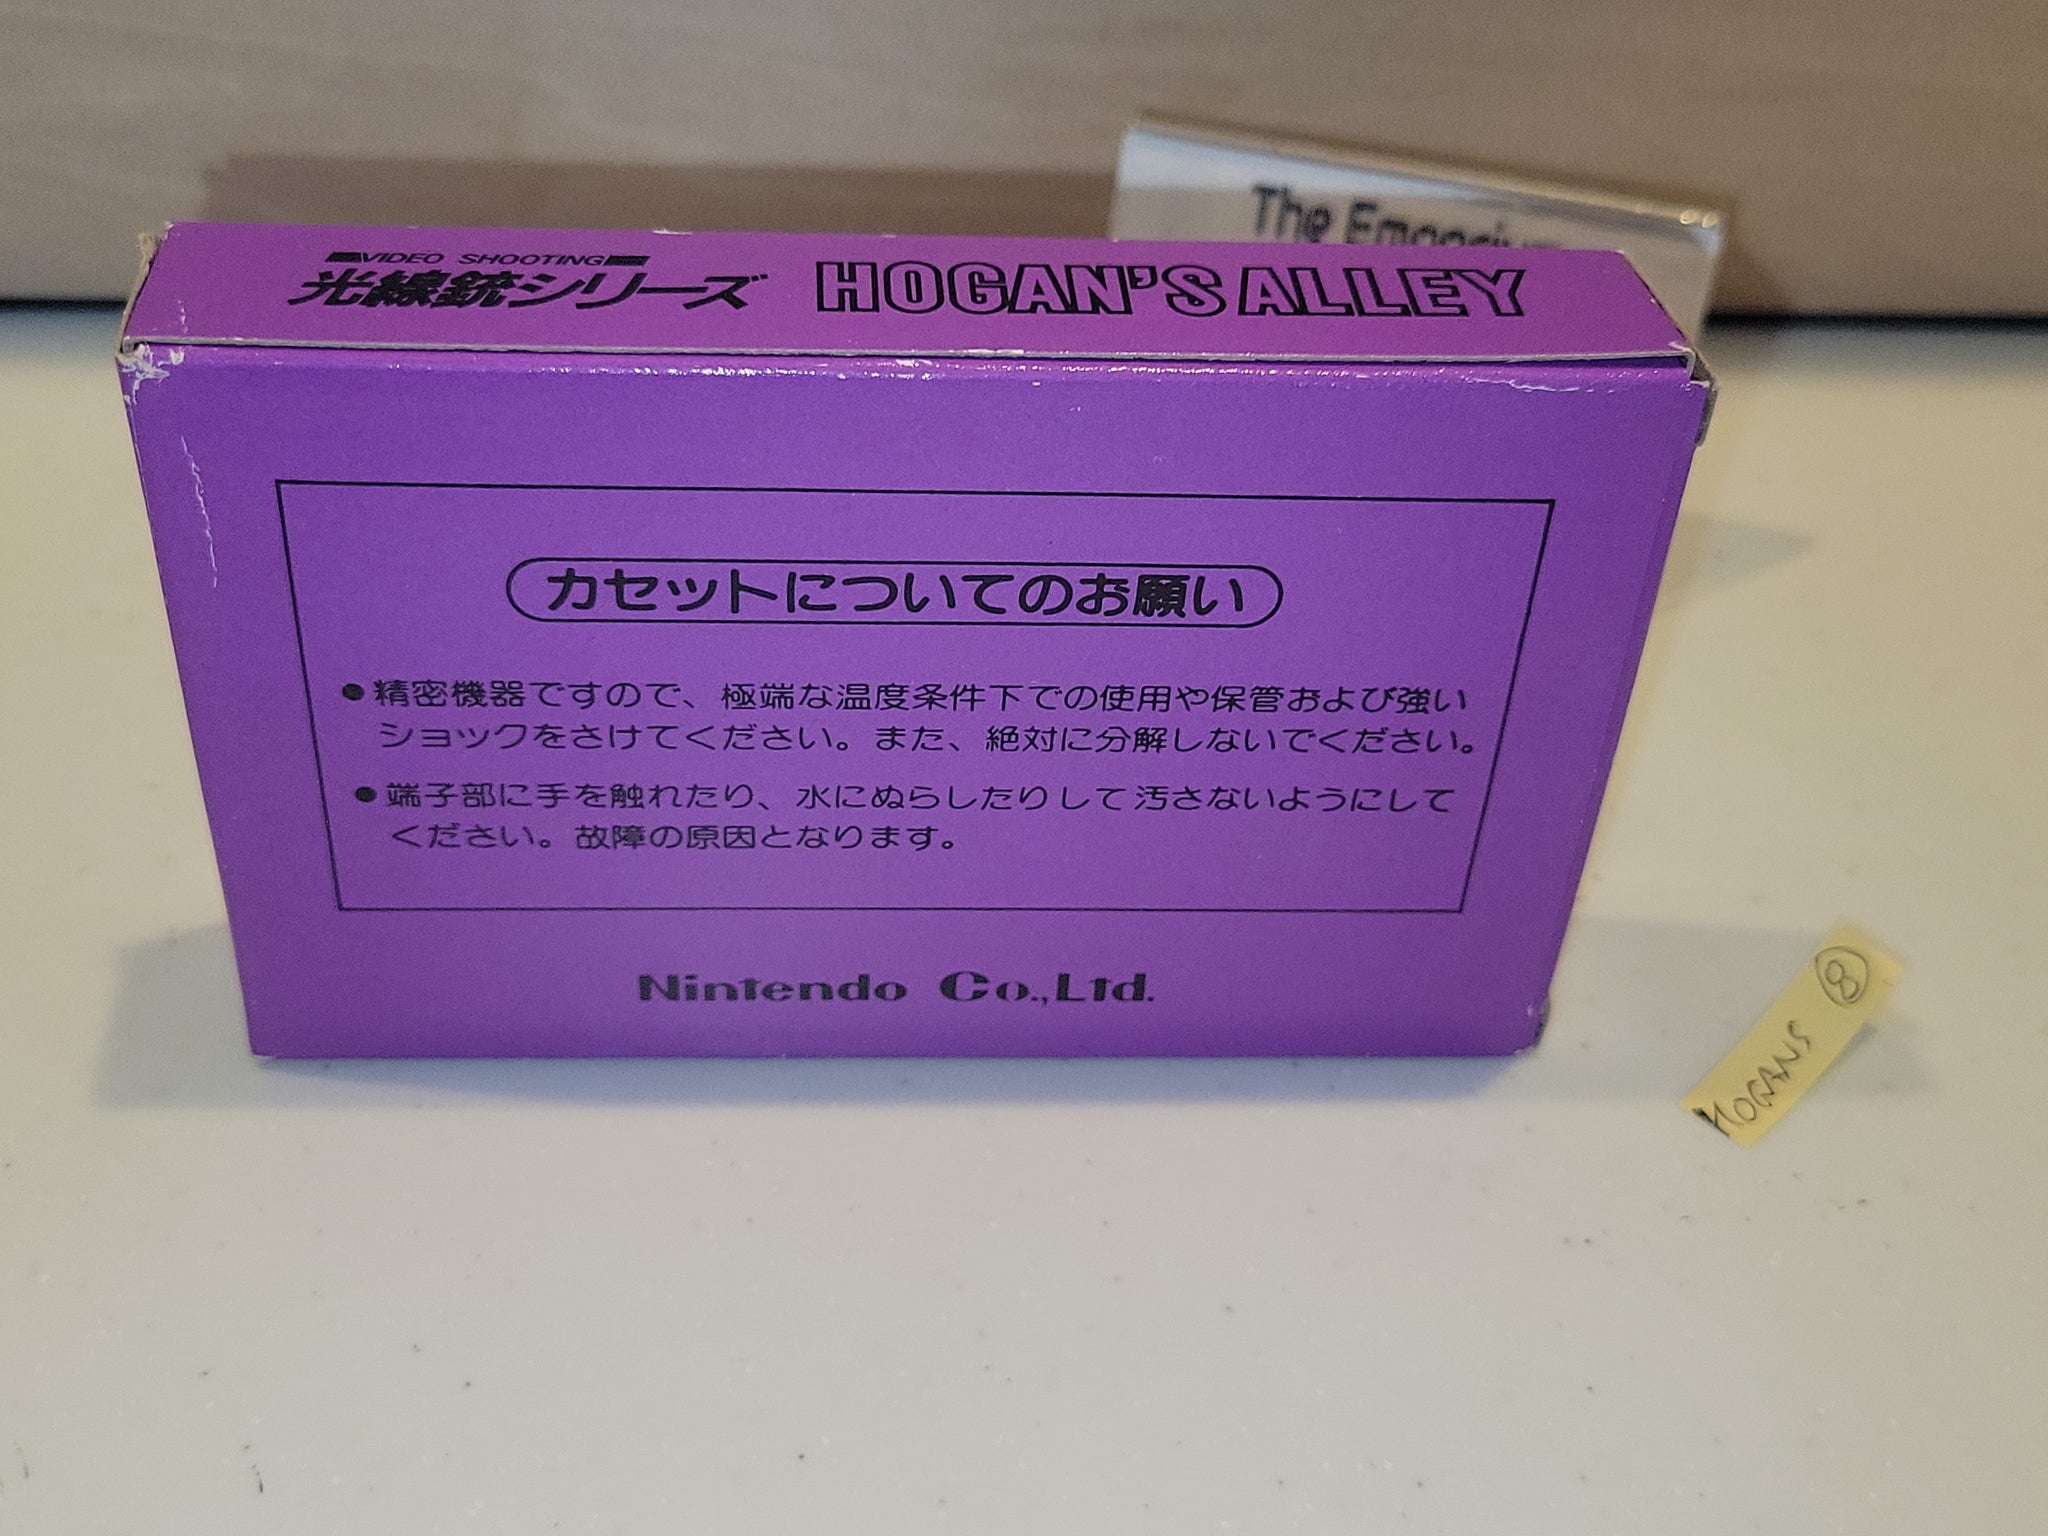 The
VIDEO SHOOTING
光線銃シリーズ HOGAN'S ALLEY
カセットについてのお願い
●精密機器ですので、極端な温度条件下での使用や保管および強い
ショックをさけてください。また、絶対に分解しないでください。
●端子部に手を触れたり、水にぬらしたりして汚さないようにして
ください。故障の原因となります。
Nintendo Co.,Ltd.
HOGANS 8